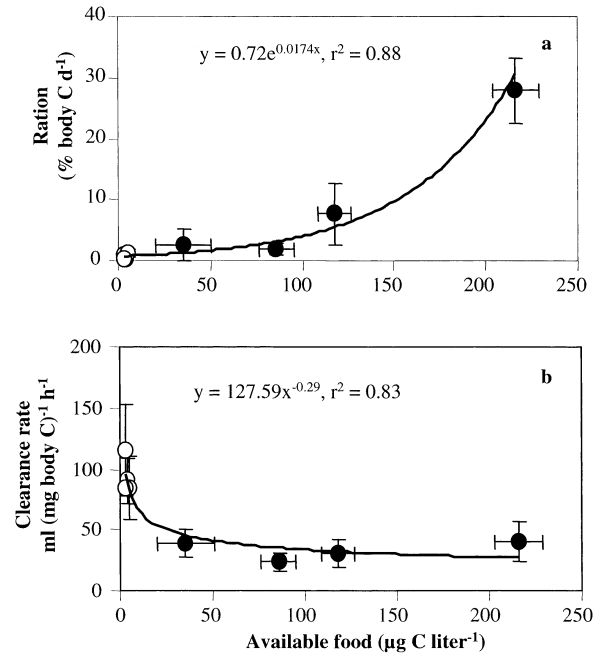 40
30
20
10
0
Ration
(% body C d⁻¹)
y = 0.72e⁰·⁰¹⁷⁴ˣ, r² = 0.88
a
0 50 100 150 200 250
200
150
100
50
0
Clearance rate
ml (mg body C)⁻¹ h⁻¹
y = 127.59x⁻⁰·²⁹, r² = 0.83
b
0 50 100 150 200 250
Available food (µg C liter⁻¹)